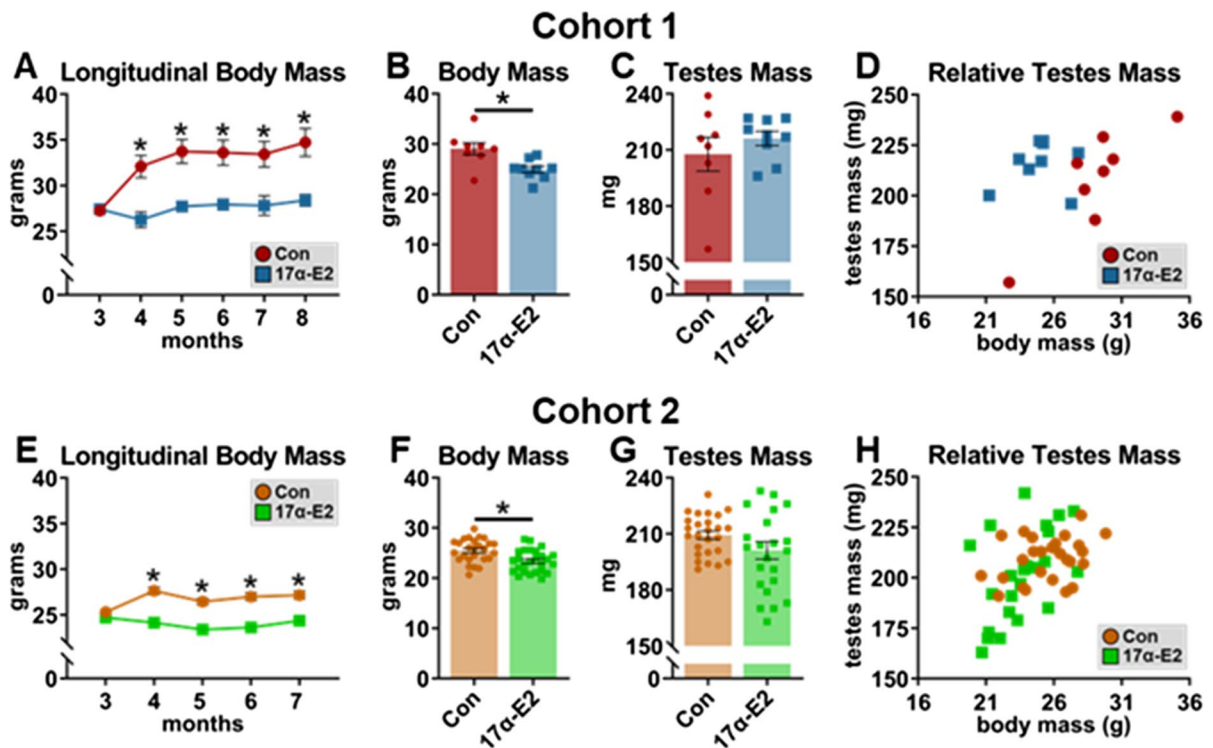 Cohort 1
A Longitudinal Body Mass
40
35
30
25
0
grams
* * * * *
Con
17α-E2
3 4 5 6 7 8
months
B Body Mass
40
30
20
10
0
grams
*
Con 17α-E2
C Testes Mass
240
210
180
150
0
mg
Con 17α-E2
D Relative Testes Mass
250
225
200
175
150
testes mass (mg)
Con
17α-E2
16 21 26 31 36
body mass (g)
Cohort 2
E Longitudinal Body Mass
40
35
30
25
0
grams
Con
17α-E2
* * * *
3 4 5 6 7
months
F Body Mass
40
30
20
10
0
grams
*
Con 17α-E2
G Testes Mass
240
210
180
150
0
mg
Con 17α-E2
H Relative Testes Mass
250
225
200
175
150
testes mass (mg)
Con
17α-E2
16 21 26 31 36
body mass (g)